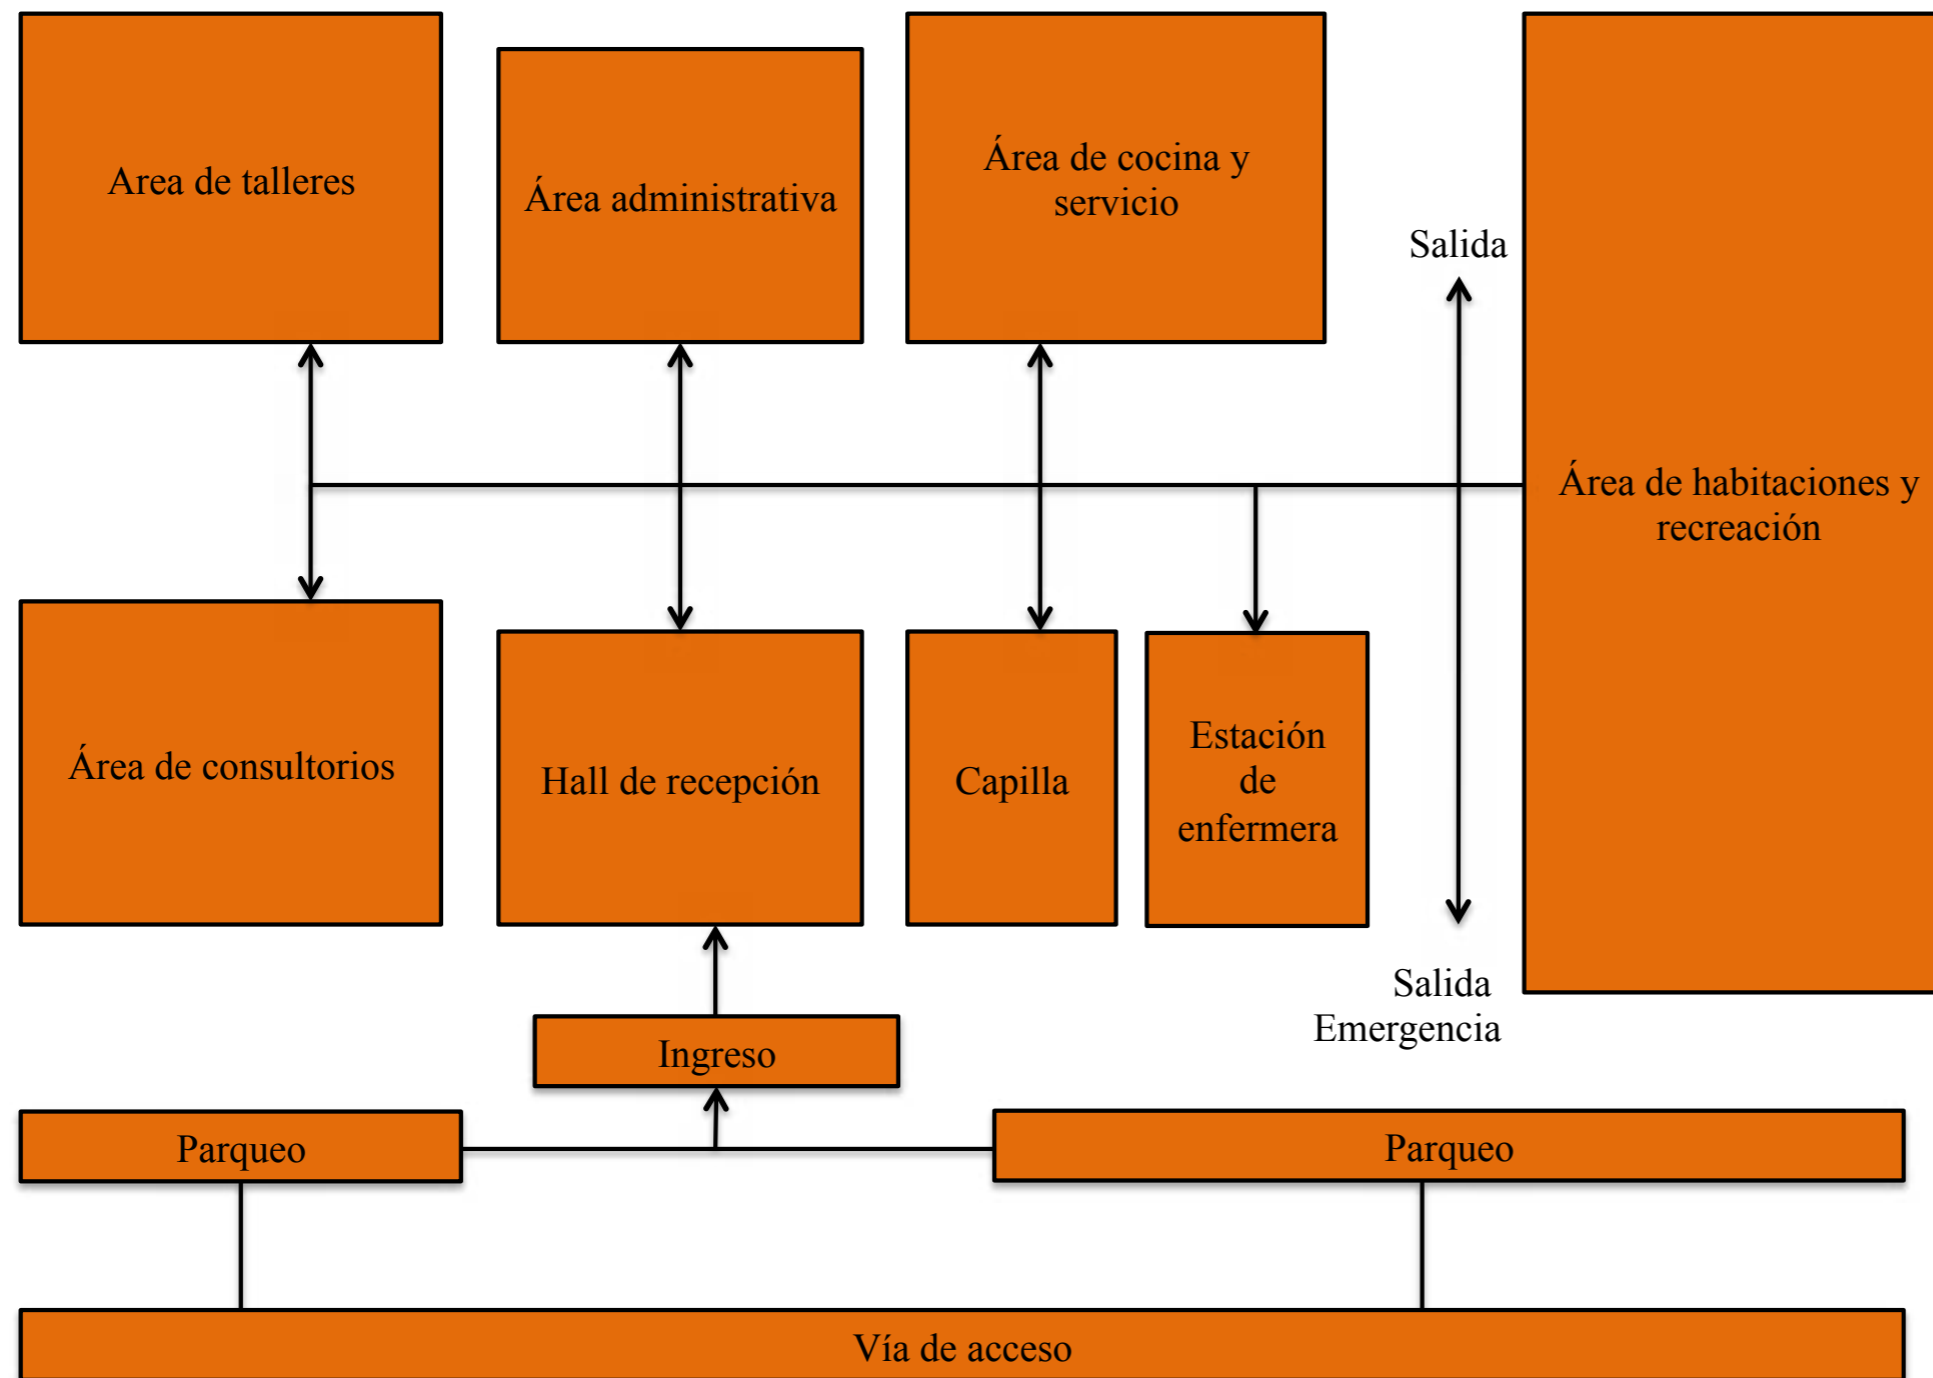 Area de talleres
Área administrativa
Área de cocina y
servicio
Salida
Área de habitaciones y
recreación
Área de consultorios
Hall de recepción
Capilla
Estación
de
enfermera
Salida
Emergencia
Ingreso
Parqueo
Parqueo
Vía de acceso